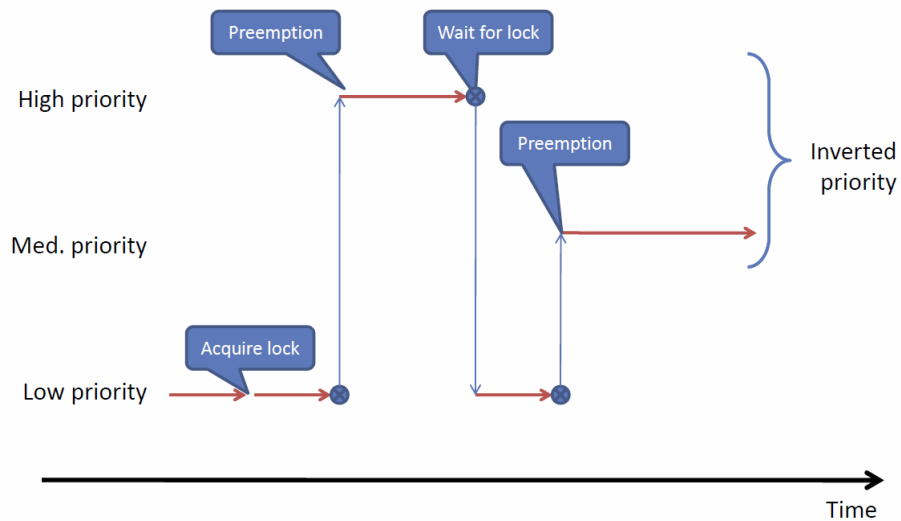 Preemption
Wait for lock
High priority
Preemption
Inverted
priority
Med. priority
Acquire lock
Low priority
Time